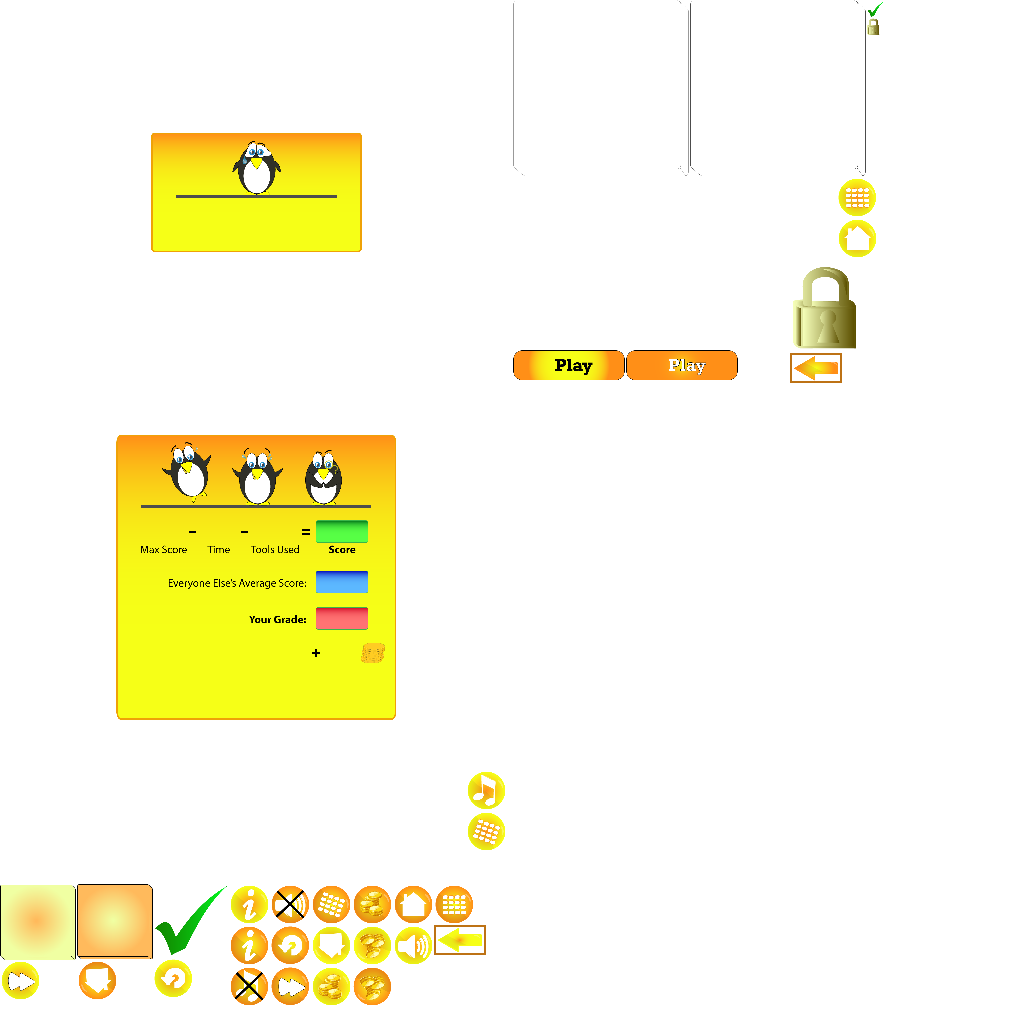 Play
Play
- - =
Max Score Time Tools Used Score
Everyone Else's Average Score:
Your Grade:
+
i
i